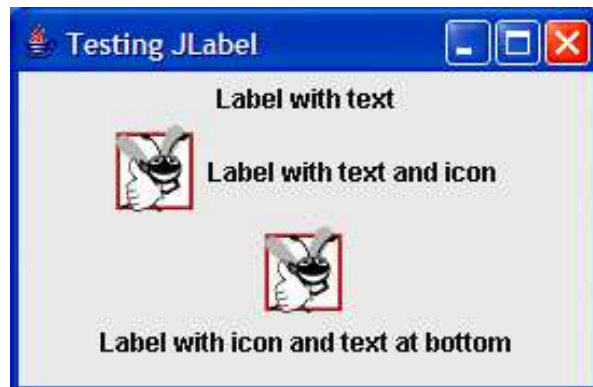 Testing JLabel
Label with text
Label with text and icon
Label with icon and text at bottom